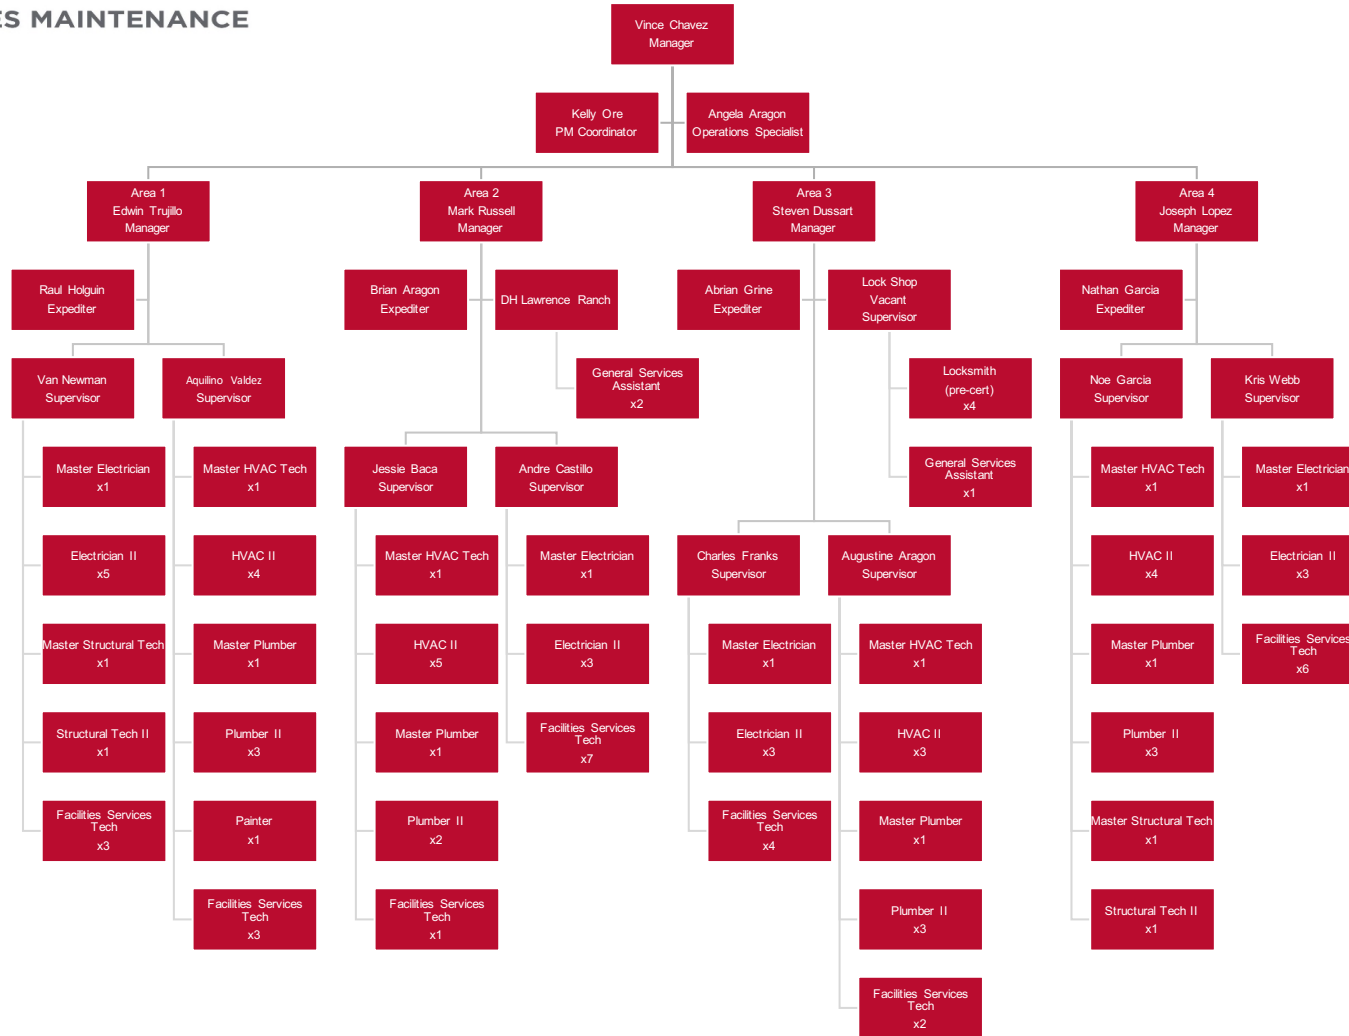 ES MAINTENANCE
Vince Chavez
Manager
Kelly Ore
PM Coordinator
Angela Aragon
Operations Specialist
Area 1
Edwin Trujillo
Manager
Area 2
Mark Russell
Manager
Area 3
Steven Dussart
Manager
Area 4
Joseph Lopez
Manager
Raul Holguin
Expediter
Brian Aragon
Expediter
DH Lawrence Ranch
Abrian Grine
Expediter
Lock Shop
Vacant
Supervisor
Nathan Garcia
Expediter
Van Newman
Supervisor
Aquilino Valdez
Supervisor
General Services
Assistant
x2
Locksmith
(pre-cert)
x4
Noe Garcia
Supervisor
Kris Webb
Supervisor
Master Electrician
x1
Master HVAC Tech
x1
Jessie Baca
Supervisor
Andre Castillo
Supervisor
General Services
Assistant
x1
Master HVAC Tech
x1
Master Electrician
x1
Electrician II
x5
HVAC II
x4
Master HVAC Tech
x1
Master Electrician
x1
Charles Franks
Supervisor
Augustine Aragon
Supervisor
HVAC II
x4
Electrician II
x3
Master Structural Tech
x1
Master Plumber
x1
HVAC II
x5
Electrician II
x3
Master Electrician
x1
Master HVAC Tech
x1
Master Plumber
x1
Facilities Services
Tech
x6
Structural Tech II
x1
Plumber II
x3
Master Plumber
x1
Facilities Services
Tech
x7
Electrician II
x3
HVAC II
x3
Plumber II
x3
Facilities Services
Tech
x3
Painter
x1
Plumber II
x2
Facilities Services
Tech
x4
Master Plumber
x1
Master Structural Tech
x1
Facilities Services
Tech
x3
Facilities Services
Tech
x1
Plumber II
x3
Structural Tech II
x1
Facilities Services
Tech
x2